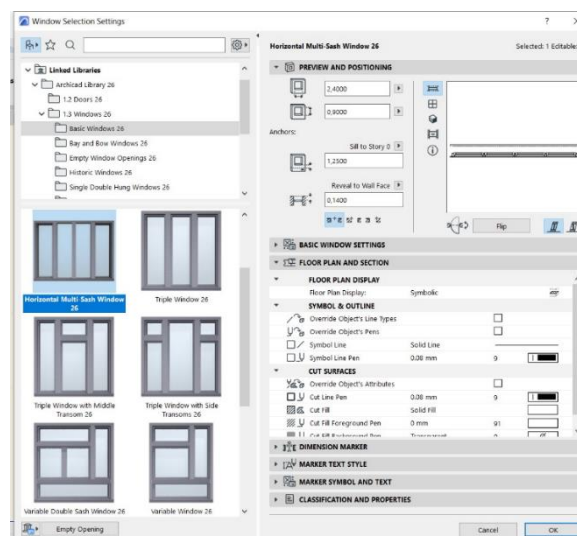 Window Selection Settings
?
Linked Libraries
Archicad Library 26
1.2 Doors 26
1.3 Windows 26
Basic Windows 26
Bay and Bow Windows 26
Empty Window Openings 26
Historic Windows 26
Single Double Hung Windows 26
Horizontal Multi-Sash Window
26
Triple Window 26
Triple Window with Middle
Transom 26
Triple Window with Side
Transoms 26
Variable Double Sash Window 26
Variable Window 26
Empty Opening
Horizontal Multi-Sash Window 26
Selected: 1 Editable
PREVIEW AND POSITIONING
2,4000
0,9000
Anchors:
Sill to Story 0
1,2500
Reveal to Wall Face
0,1400
Flip
BASIC WINDOW SETTINGS
FLOOR PLAN AND SECTION
FLOOR PLAN DISPLAY
Floor Plan Display: Symbolic
SYMBOL & OUTLINE
Override Object's Line Types
Override Object's Pens
Symbol Line Solid Line
Symbol Line Pen 0.00 mm 9
CUT SURFACES
Override Object's Attributes
Cut Line Pen 0.00 mm 9
Cut Fill Solid Fill
Cut Fill Foreground Pen 0 mm 91
Cut Fill Background Pen Transparent
DIMENSION MARKER
MARKER TEXT STYLE
MARKER SYMBOL AND TEXT
CLASSIFICATION AND PROPERTIES
Cancel
OK